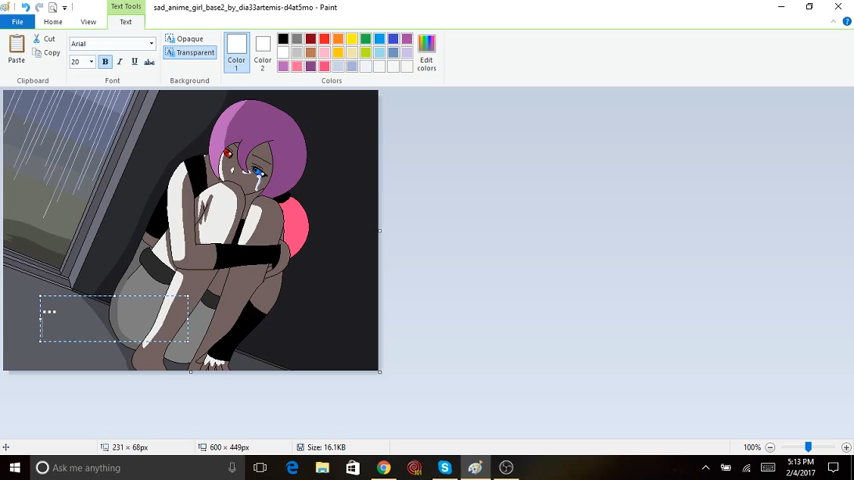 Text Tools
sad_anime_girl_base2_by_dia33artemis-d4at5mo - Paint
File
Home
View
Text
Paste
Cut
Copy
Clipboard
Arial
20
B I U abc
Font
Opaque
Transparent
Background
Color 1
Color 2
Colors
Edit colors
...
231 × 68px
600 × 449px
Size: 16.1KB
100%
Ask me anything
5:13 PM
2/4/2017